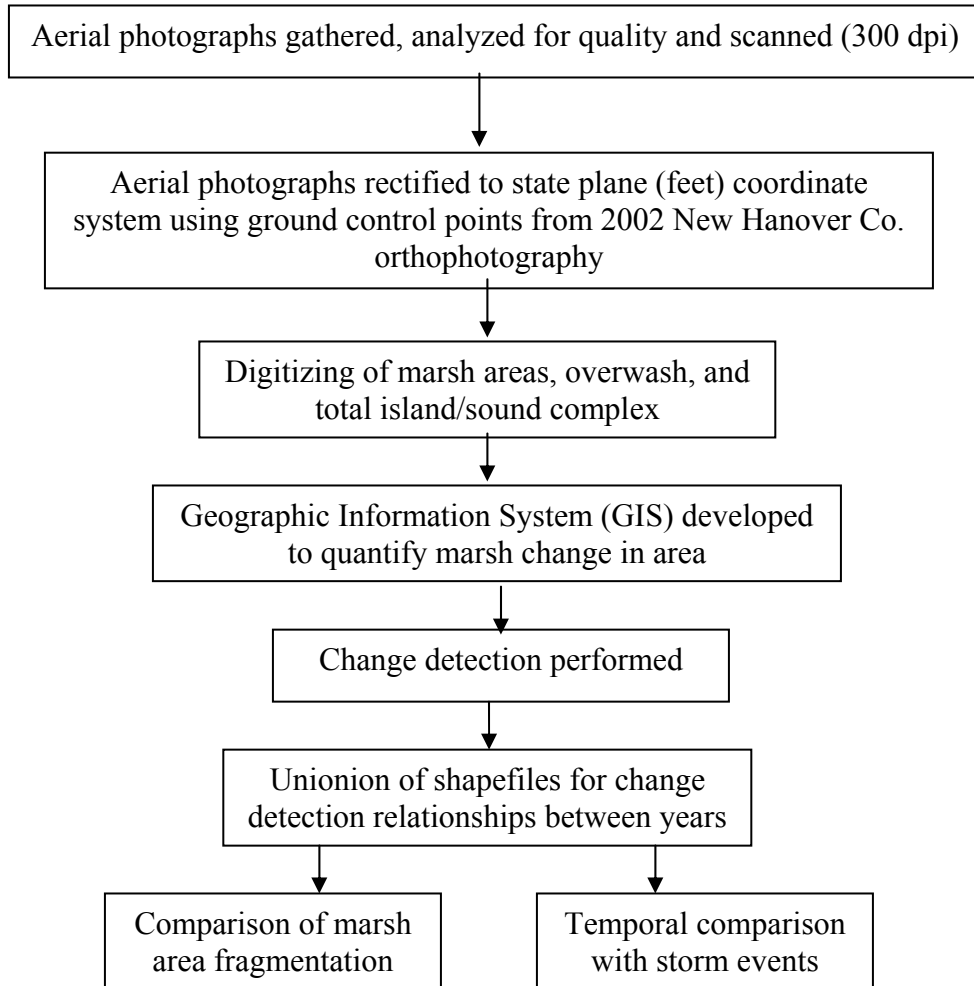 Aerial photographs gathered, analyzed for quality and scanned (300 dpi)
Aerial photographs rectified to state plane (feet) coordinate
system using ground control points from 2002 New Hanover Co.
orthophotography
Digitizing of marsh areas, overwash, and
total island/sound complex
Geographic Information System (GIS) developed
to quantify marsh change in area
Change detection performed
Unionion of shapefiles for change
detection relationships between years
Comparison of marsh
area fragmentation
Temporal comparison
with storm events